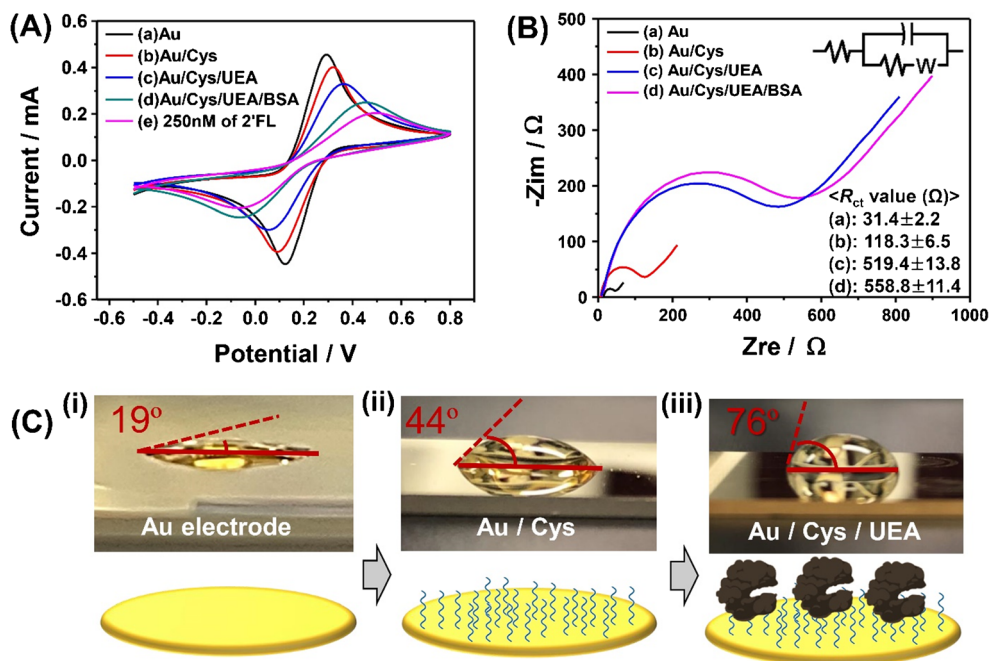 (A)
(a)Au
(b)Au/Cys
(c)Au/Cys/UEA
(d)Au/Cys/UEA/BSA
(e) 250nM of 2'FL
Current / mA
0.6
0.4
0.2
0.0
-0.2
-0.4
-0.6
-0.6 -0.4 -0.2 0.0 0.2 0.4 0.6 0.8
Potential / V
(B)
(a) Au
(b) Au/Cys
(c) Au/Cys/UEA
(d) Au/Cys/UEA/BSA
W
-Zim / Ω
500
400
300
200
100
0
<Rct value (Ω)>
(a): 31.4±2.2
(b): 118.3±6.5
(c): 519.4±13.8
(d): 558.8±11.4
0 200 400 600 800 1000
Zre / Ω
(C)
(i)
19°
Au electrode
(ii)
44°
Au / Cys
(iii)
76°
Au / Cys / UEA